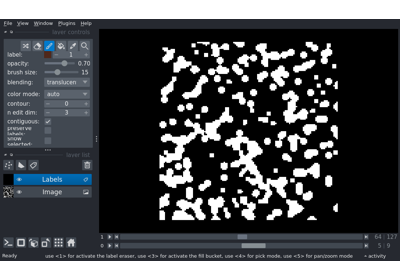 File View Window Plugins Help
layer controls
label: 1
opacity: 0.70
brush size: 15
blending: translucen
color mode: auto
contour: 0
n edit dim: 3
contiguous:
preserve labels:
show selected:
layer list
Labels
Image
1 64 127
5 9
Ready use <1> for activate the label eraser, use <3> for activate the fill bucket, use <4> for pick mode, use <5> for pan/zoom mode activity